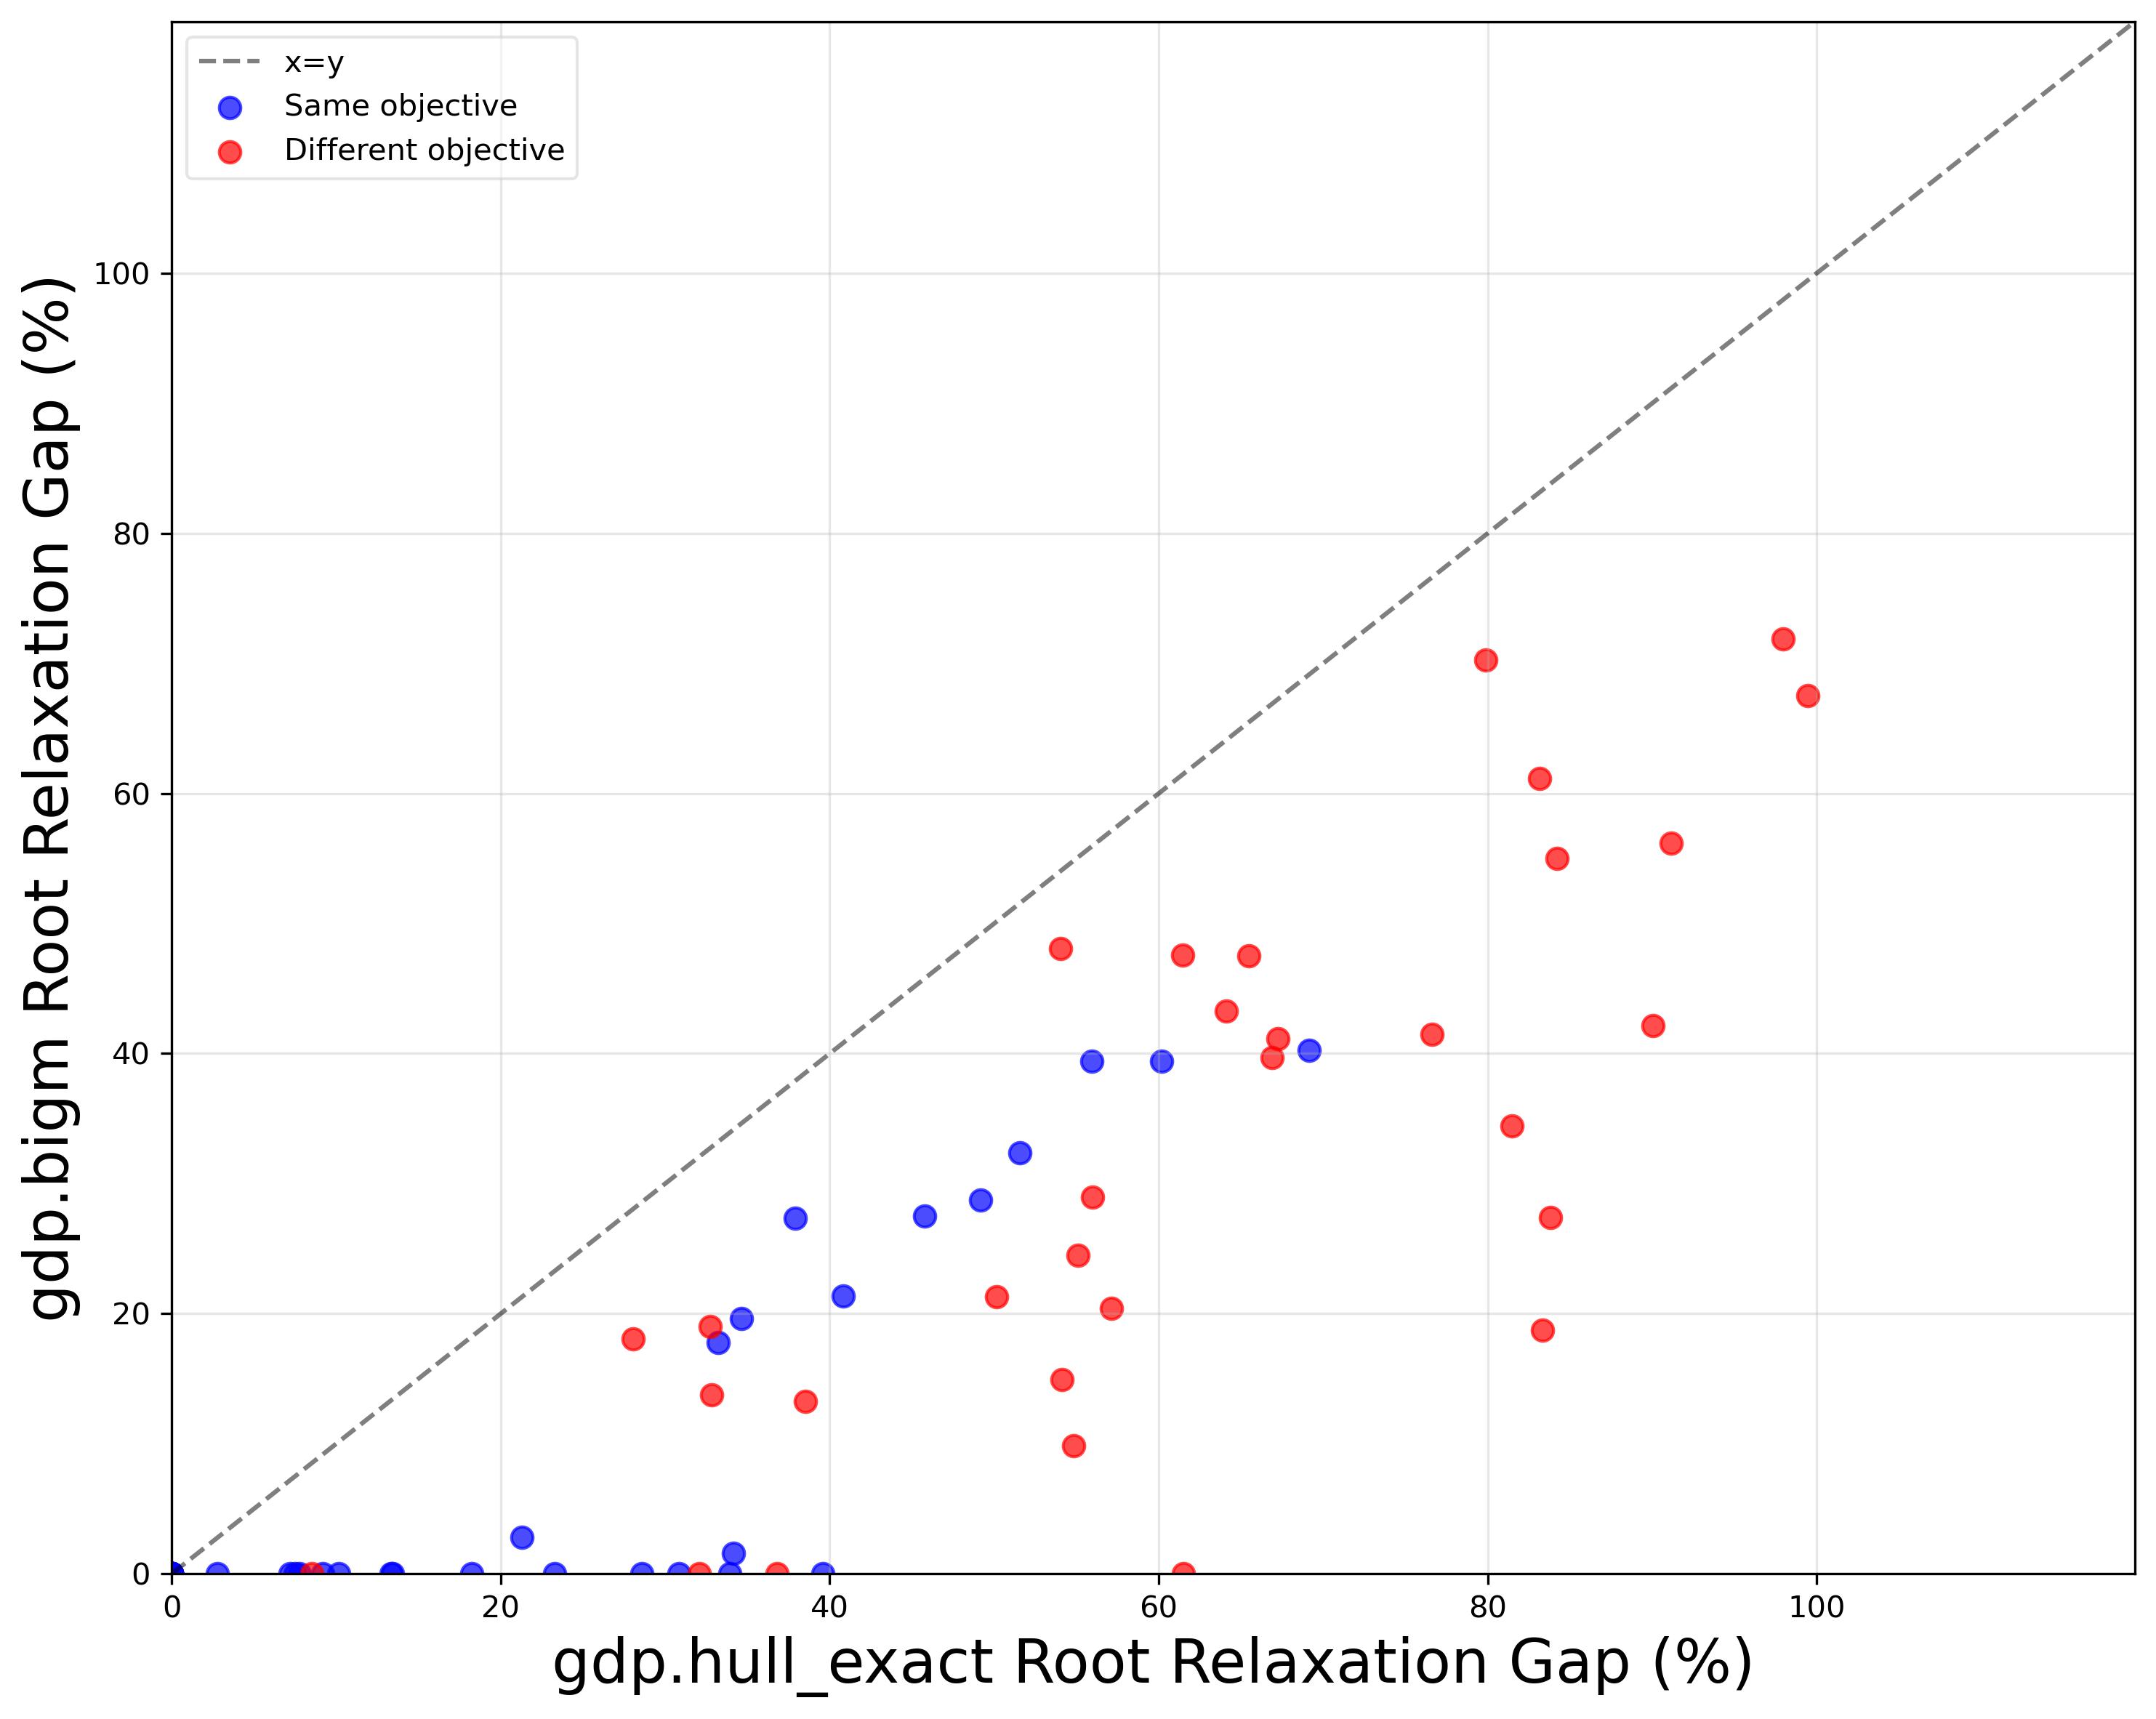 x=y
Same objective
Different objective
gdp.bigm Root Relaxation Gap (%)
100
80
60
40
20
0
0 20 40 60 80 100
gdp.hull_exact Root Relaxation Gap (%)